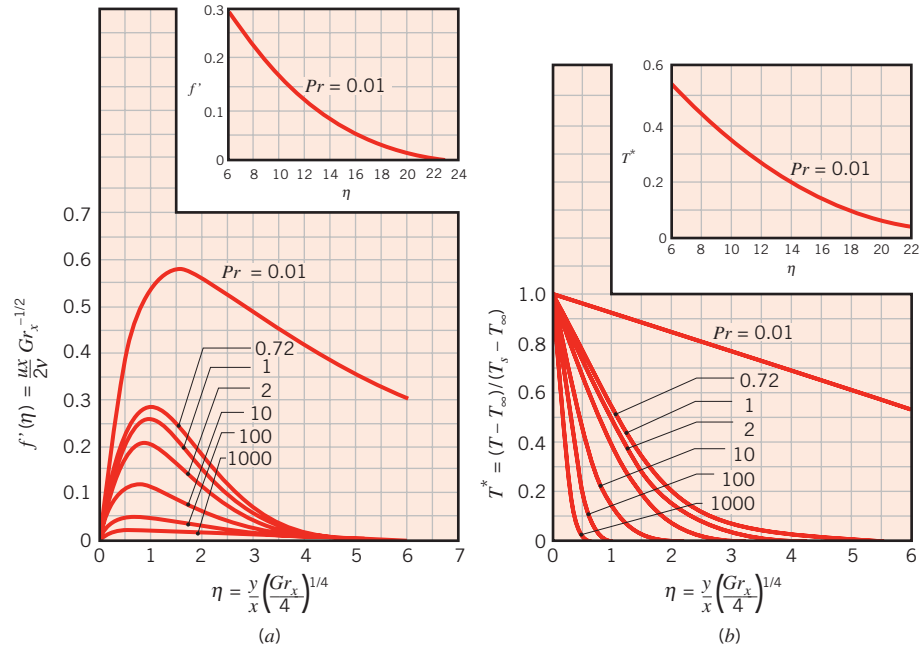 0.3
0.2
0.1
0
f'
Pr = 0.01
6 8 10 12 14 16 18 20 22 24
η
0.7
0.6
0.5
0.4
0.3
0.2
0.1
0
f'(η) = ux/2ν Gr_x^−1/2
Pr = 0.01
0.72
1
2
10
100
1000
0 1 2 3 4 5 6 7
η = y/x (Gr_x/4)^1/4
(a)
0.6
0.4
0.2
0
T*
Pr = 0.01
6 8 10 12 14 16 18 20 22
η
1.0
0.8
0.6
0.4
0.2
0
T* = (T − T∞)/(Ts − T∞)
Pr = 0.01
0.72
1
2
10
100
1000
0 1 2 3 4 5 6
η = y/x (Gr_x/4)^1/4
(b)